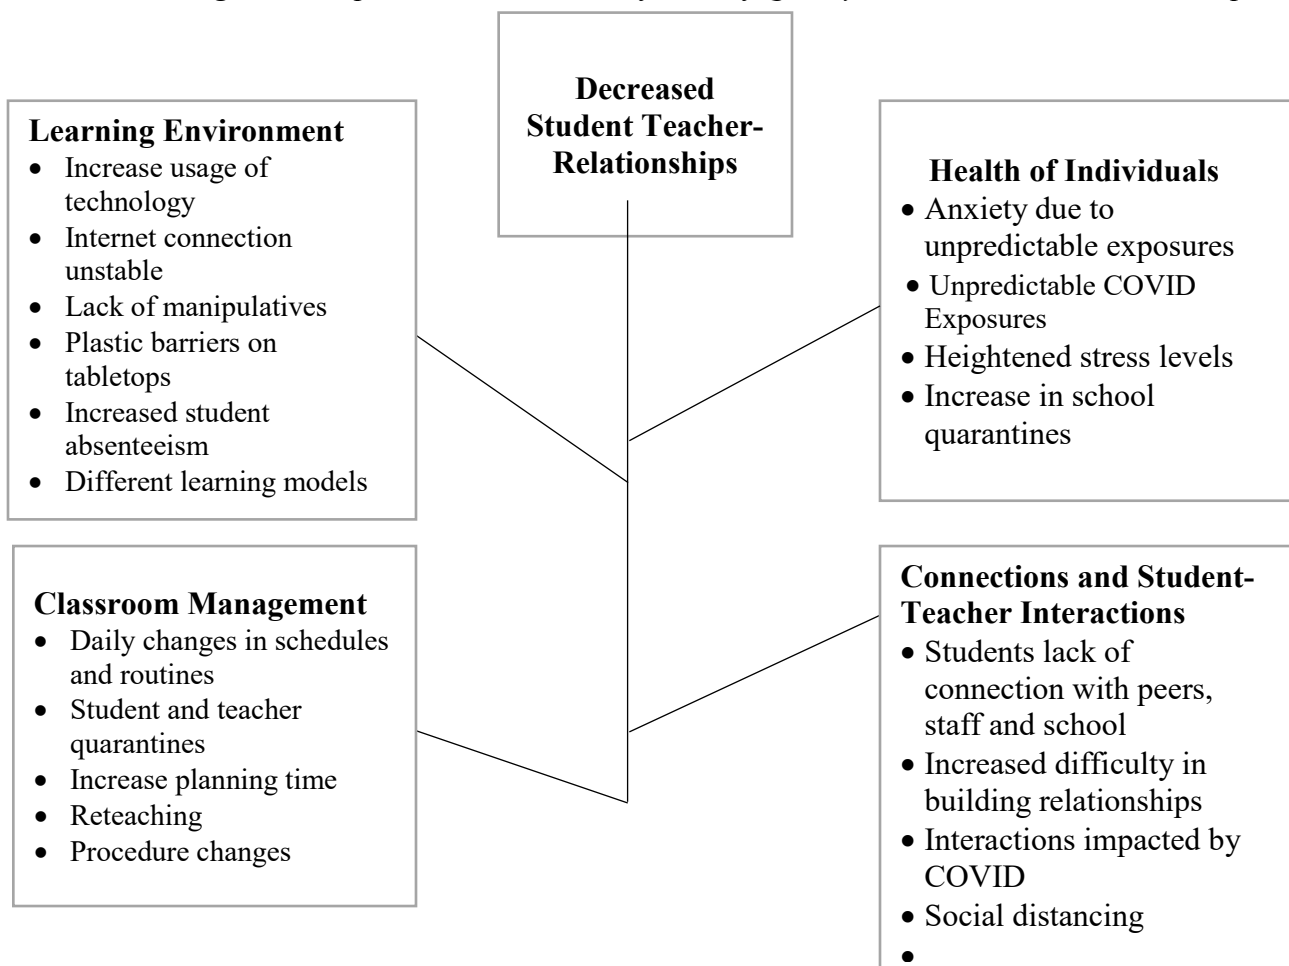 Decreased
Student Teacher-
Relationships
Learning Environment
• Increase usage of
technology
• Internet connection
unstable
• Lack of manipulatives
• Plastic barriers on
tabletops
• Increased student
absenteeism
• Different learning models
Health of Individuals
• Anxiety due to
unpredictable exposures
• Unpredictable COVID
Exposures
• Heightened stress levels
• Increase in school
quarantines
Classroom Management
• Daily changes in schedules
and routines
• Student and teacher
quarantines
• Increase planning time
• Reteaching
• Procedure changes
Connections and Student-
Teacher Interactions
• Students lack of
connection with peers,
staff and school
• Increased difficulty in
building relationships
• Interactions impacted by
COVID
• Social distancing
•